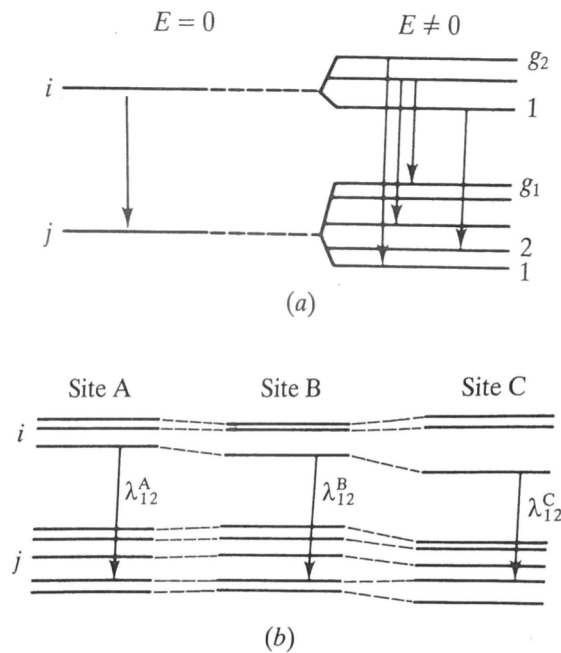 E = 0 E ≠ 0
g₂
i
1
g₁
j
2
1
(a)
Site A Site B Site C
i
λ₁₂ᴬ λ₁₂ᴮ λ₁₂ᶜ
j
(b)